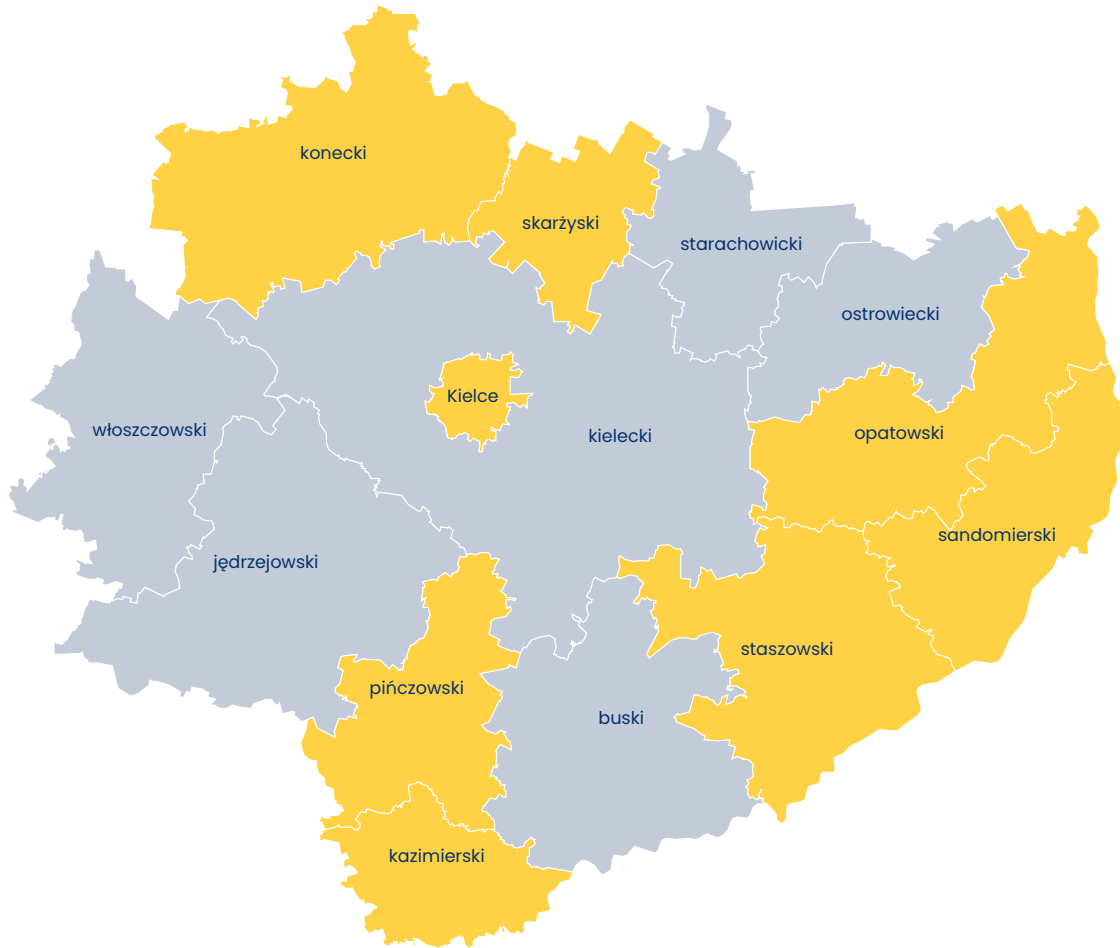 konecki
skarżyski
starachowicki
ostrowiecki
Kielce
włoszczowski
kielecki
opatowski
sandomierski
jędrzejowski
staszowski
pińczowski
buski
kazimierski